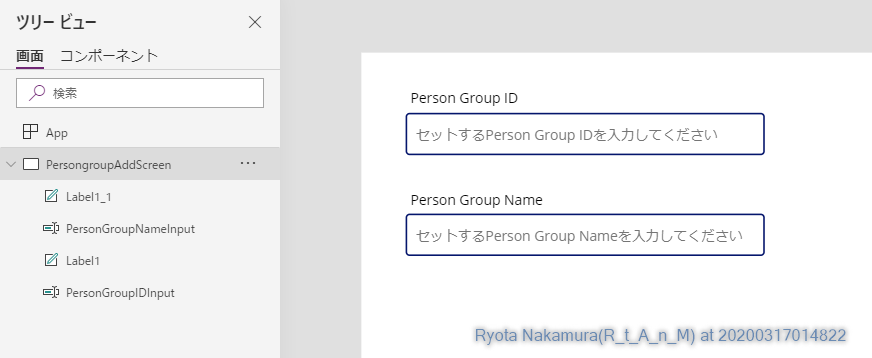 ツリー ビュー
画面 コンポーネント
検索
App
PersongroupAddScreen
Label1_1
PersonGroupNameInput
Label1
PersonGroupIDInput
Person Group ID
セットするPerson Group IDを入力してください
Person Group Name
セットするPerson Group Nameを入力してください
Ryota Nakamura(R_t_A_n_M) at 20200317014822